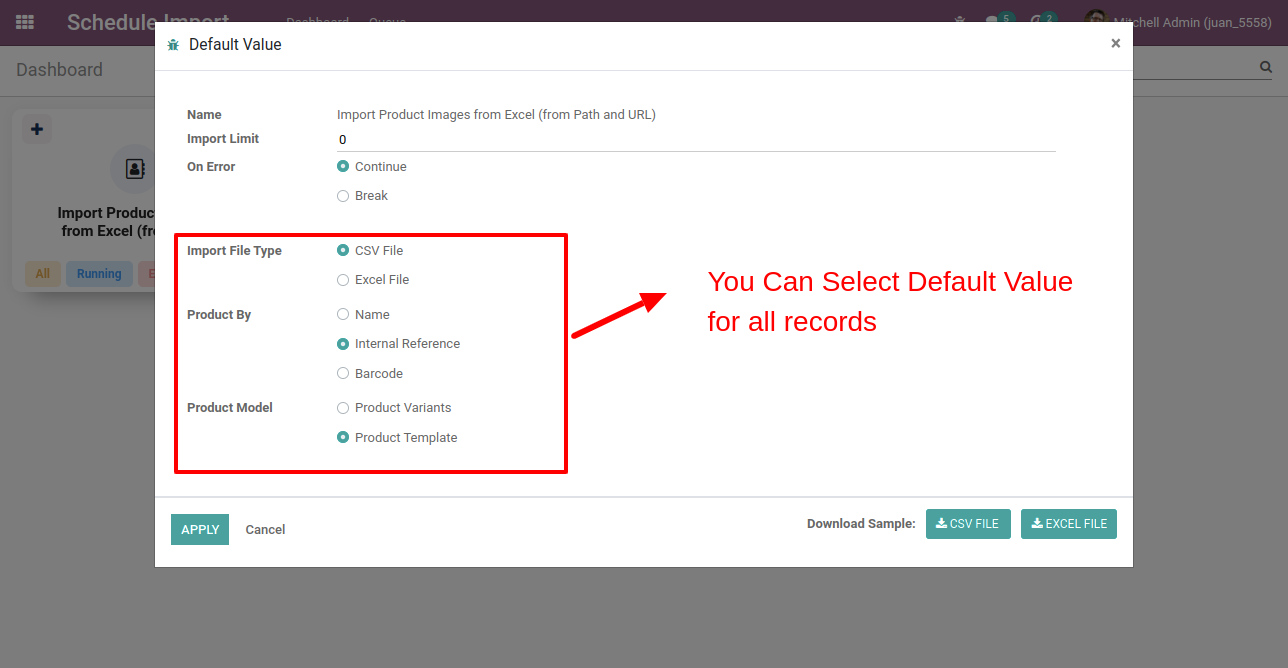 Schedule Import
Dashboard Queue
5
2
Mitchell Admin (juan_5558)
Dashboard
Default Value
×
Name Import Product Images from Excel (from Path and URL)
Import Limit 0
On Error Continue
Break
Import File Type CSV File
Excel File
Product By Name
Internal Reference
Barcode
Product Model Product Variants
Product Template
You Can Select Default Value
for all records
Import Produc
from Excel (fr
All Running E
APPLY Cancel
Download Sample: CSV FILE EXCEL FILE